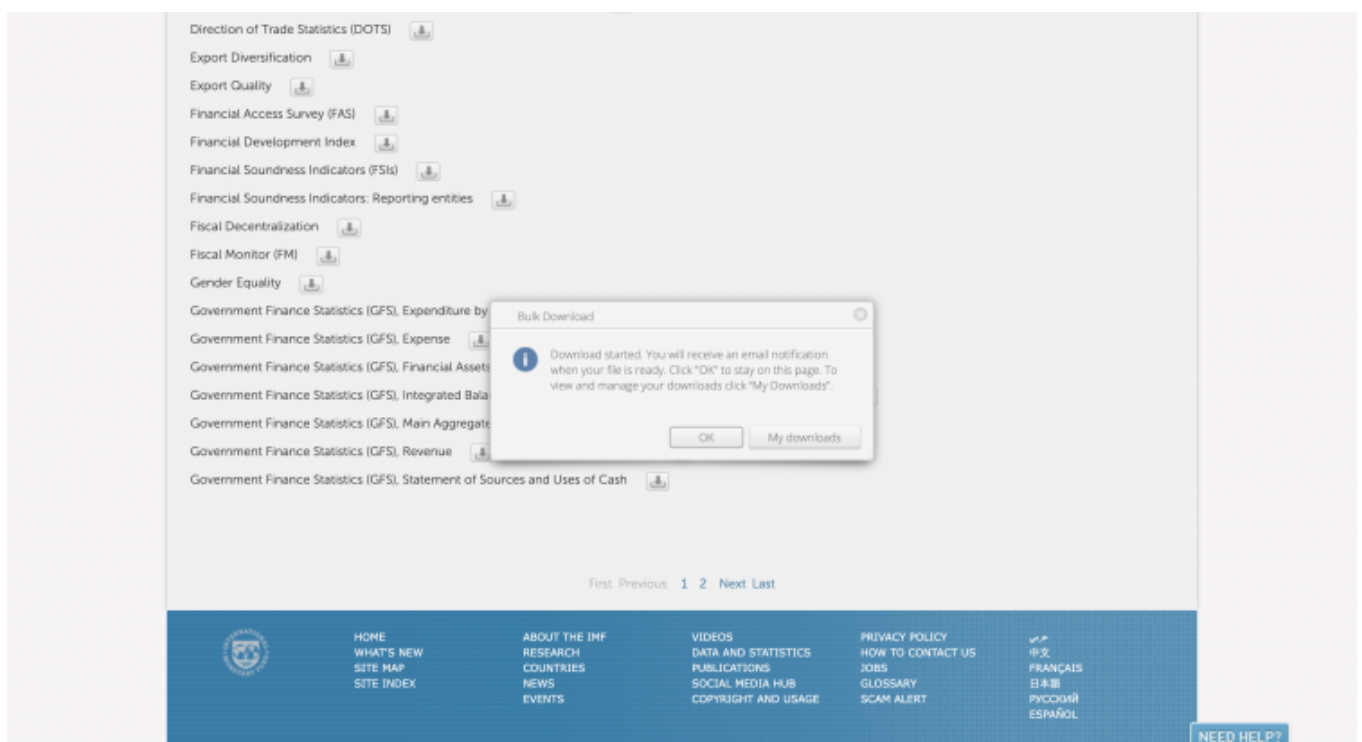 Direction of Trade Statistics (DOTS)
Export Diversification
Export Quality
Financial Access Survey (FAS)
Financial Development Index
Financial Soundness Indicators (FSIs)
Financial Soundness Indicators: Reporting entities
Fiscal Decentralization
Fiscal Monitor (FM)
Gender Equality
Government Finance Statistics (GFS), Expenditure by
Government Finance Statistics (GFS), Expense
Government Finance Statistics (GFS), Financial Assets
Government Finance Statistics (GFS), Integrated Bala
Government Finance Statistics (GFS), Main Aggregate
Government Finance Statistics (GFS), Revenue
Government Finance Statistics (GFS), Statement of Sources and Uses of Cash
Bulk Download
Download started. You will receive an email notification
when your file is ready. Click "OK" to stay on this page. To
view and manage your downloads click "My Downloads".
OK My downloads
First Previous 1 2 Next Last
HOME
WHAT'S NEW
SITE MAP
SITE INDEX
ABOUT THE IMF
RESEARCH
COUNTRIES
NEWS
EVENTS
VIDEOS
DATA AND STATISTICS
PUBLICATIONS
SOCIAL MEDIA HUB
COPYRIGHT AND USAGE
PRIVACY POLICY
HOW TO CONTACT US
JOBS
GLOSSARY
SCAM ALERT
عربي
中文
FRANÇAIS
日本語
РУССКИЙ
ESPAÑOL
NEED HELP?